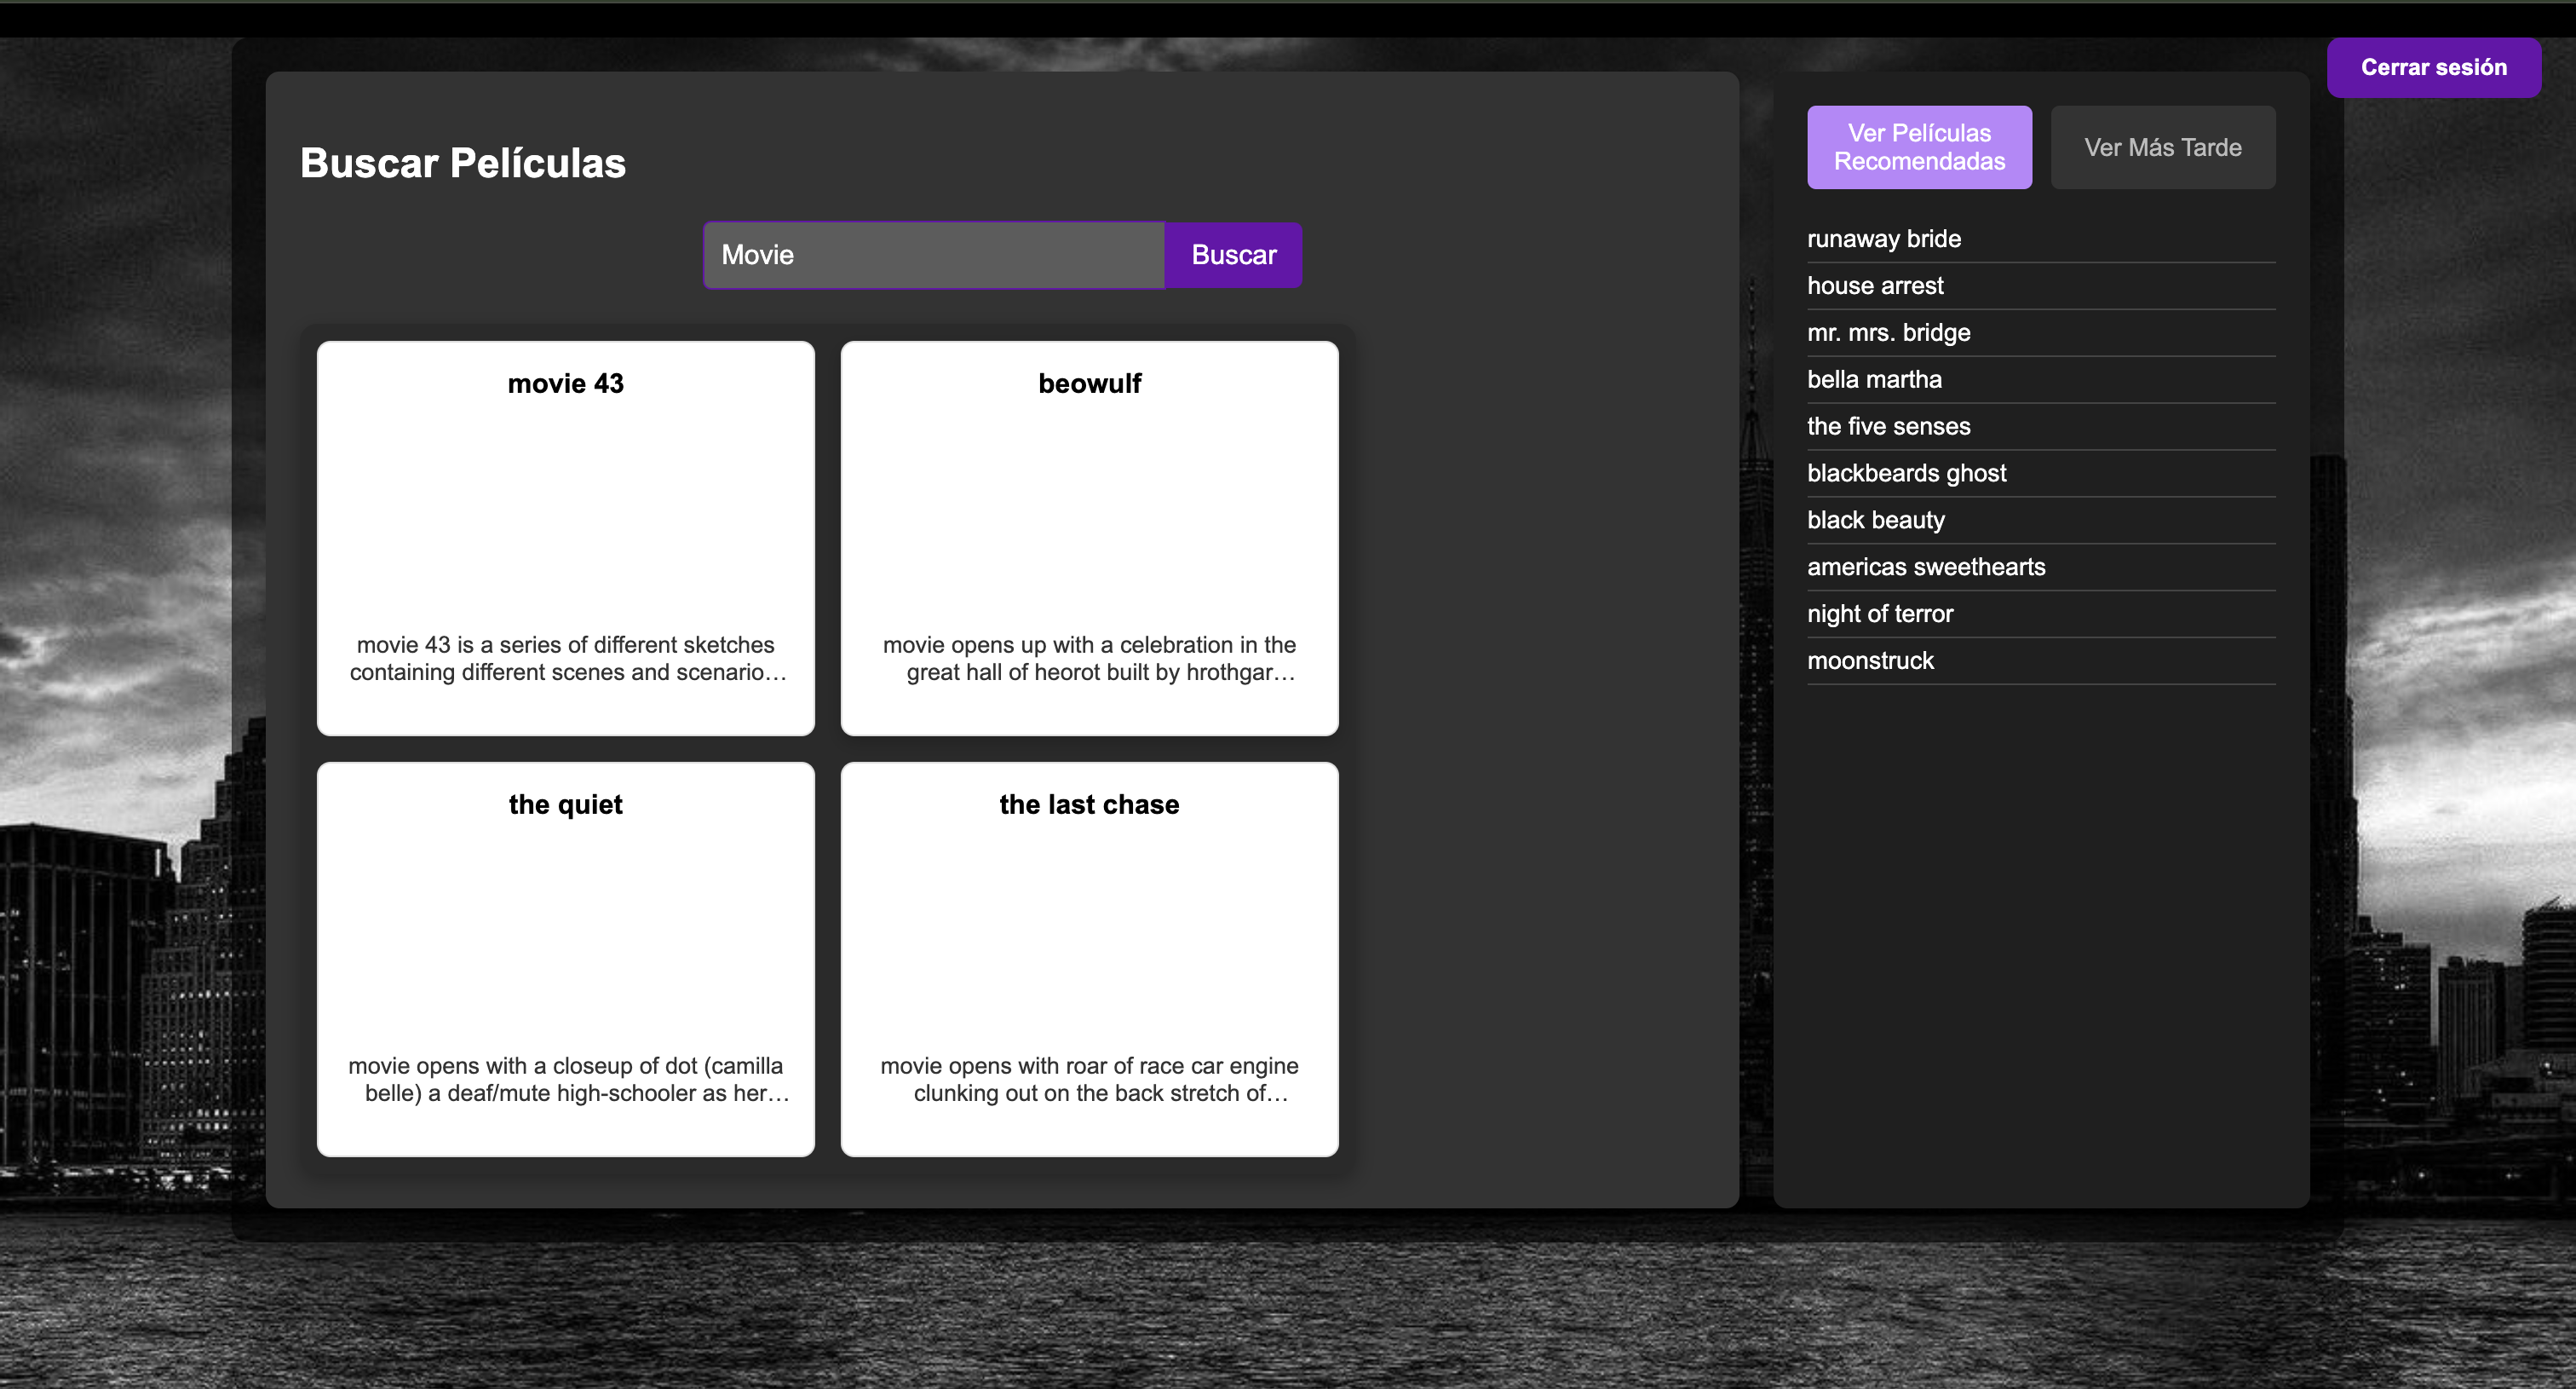 Cerrar sesión
Buscar Películas
Movie
Buscar
movie 43
movie 43 is a series of different sketches
containing different scenes and scenario…
beowulf
movie opens up with a celebration in the
great hall of heorot built by hrothgar…
the quiet
movie opens with a closeup of dot (camilla
belle) a deaf/mute high-schooler as her…
the last chase
movie opens with roar of race car engine
clunking out on the back stretch of…
Ver Películas
Recomendadas
Ver Más Tarde
runaway bride
house arrest
mr. mrs. bridge
bella martha
the five senses
blackbeards ghost
black beauty
americas sweethearts
night of terror
moonstruck